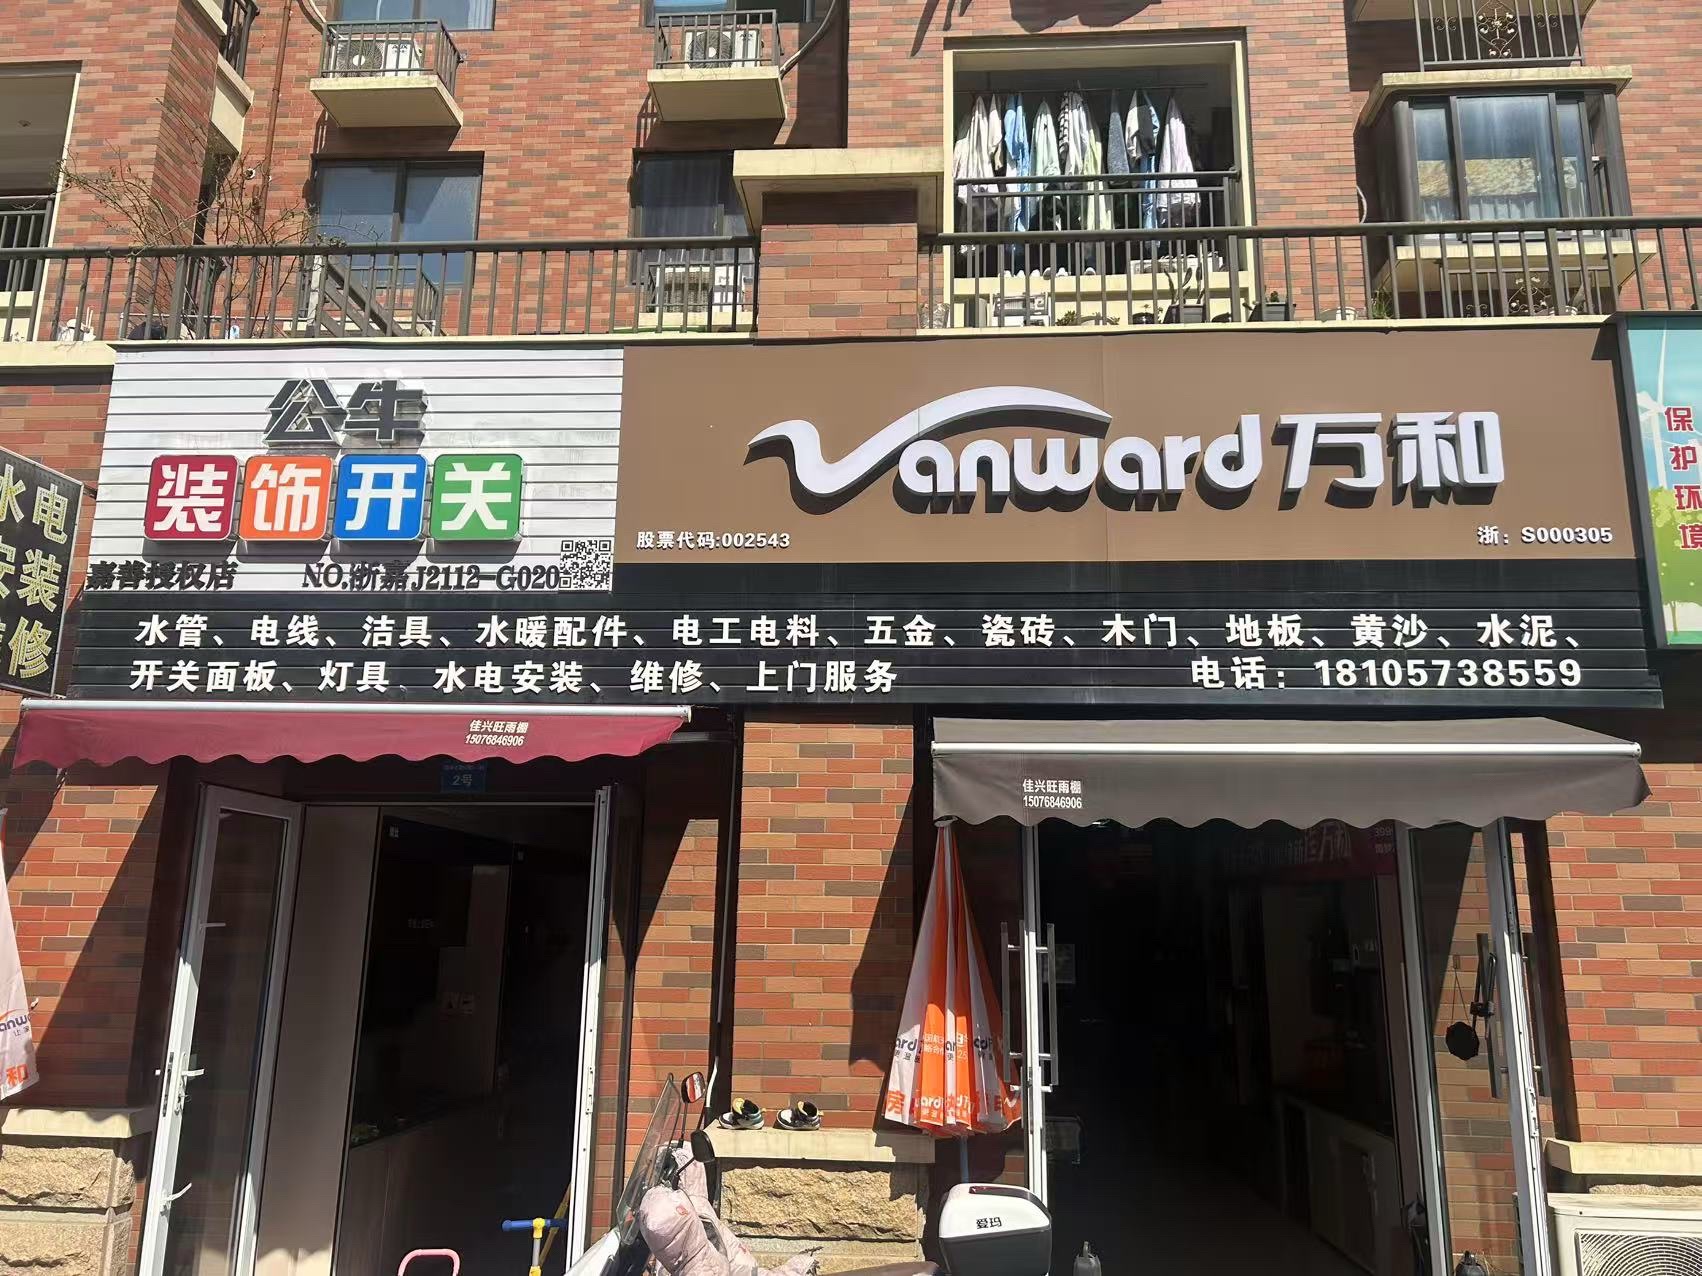 公牛
装饰开关
嘉善授权店 NO.浙嘉J2112-G020
Vanward 万和
股票代码:002543
浙：S000305
水管、电线、洁具、水暖配件、电工电料、五金、瓷砖、木门、地板、黄沙、水泥、
开关面板、灯具 水电安装、维修、上门服务
电话：18105738559
水电
安装
维修
保护环境
佳兴旺雨棚
15076846906
佳兴旺雨棚
15076846906
2号
爱玛